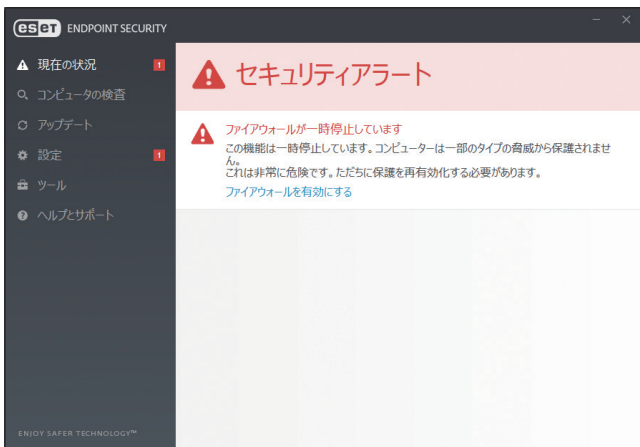 eset ENDPOINT SECURITY
現在の状況 1
コンピュータの検査
アップデート
設定 1
ツール
ヘルプとサポート
セキュリティアラート
ファイアウォールが一時停止しています
この機能は一時停止しています。コンピューターは一部のタイプの脅威から保護されませ
ん。
これは非常に危険です。ただちに保護を再有効化する必要があります。
ファイアウォールを有効にする
ENJOY SAFER TECHNOLOGY™